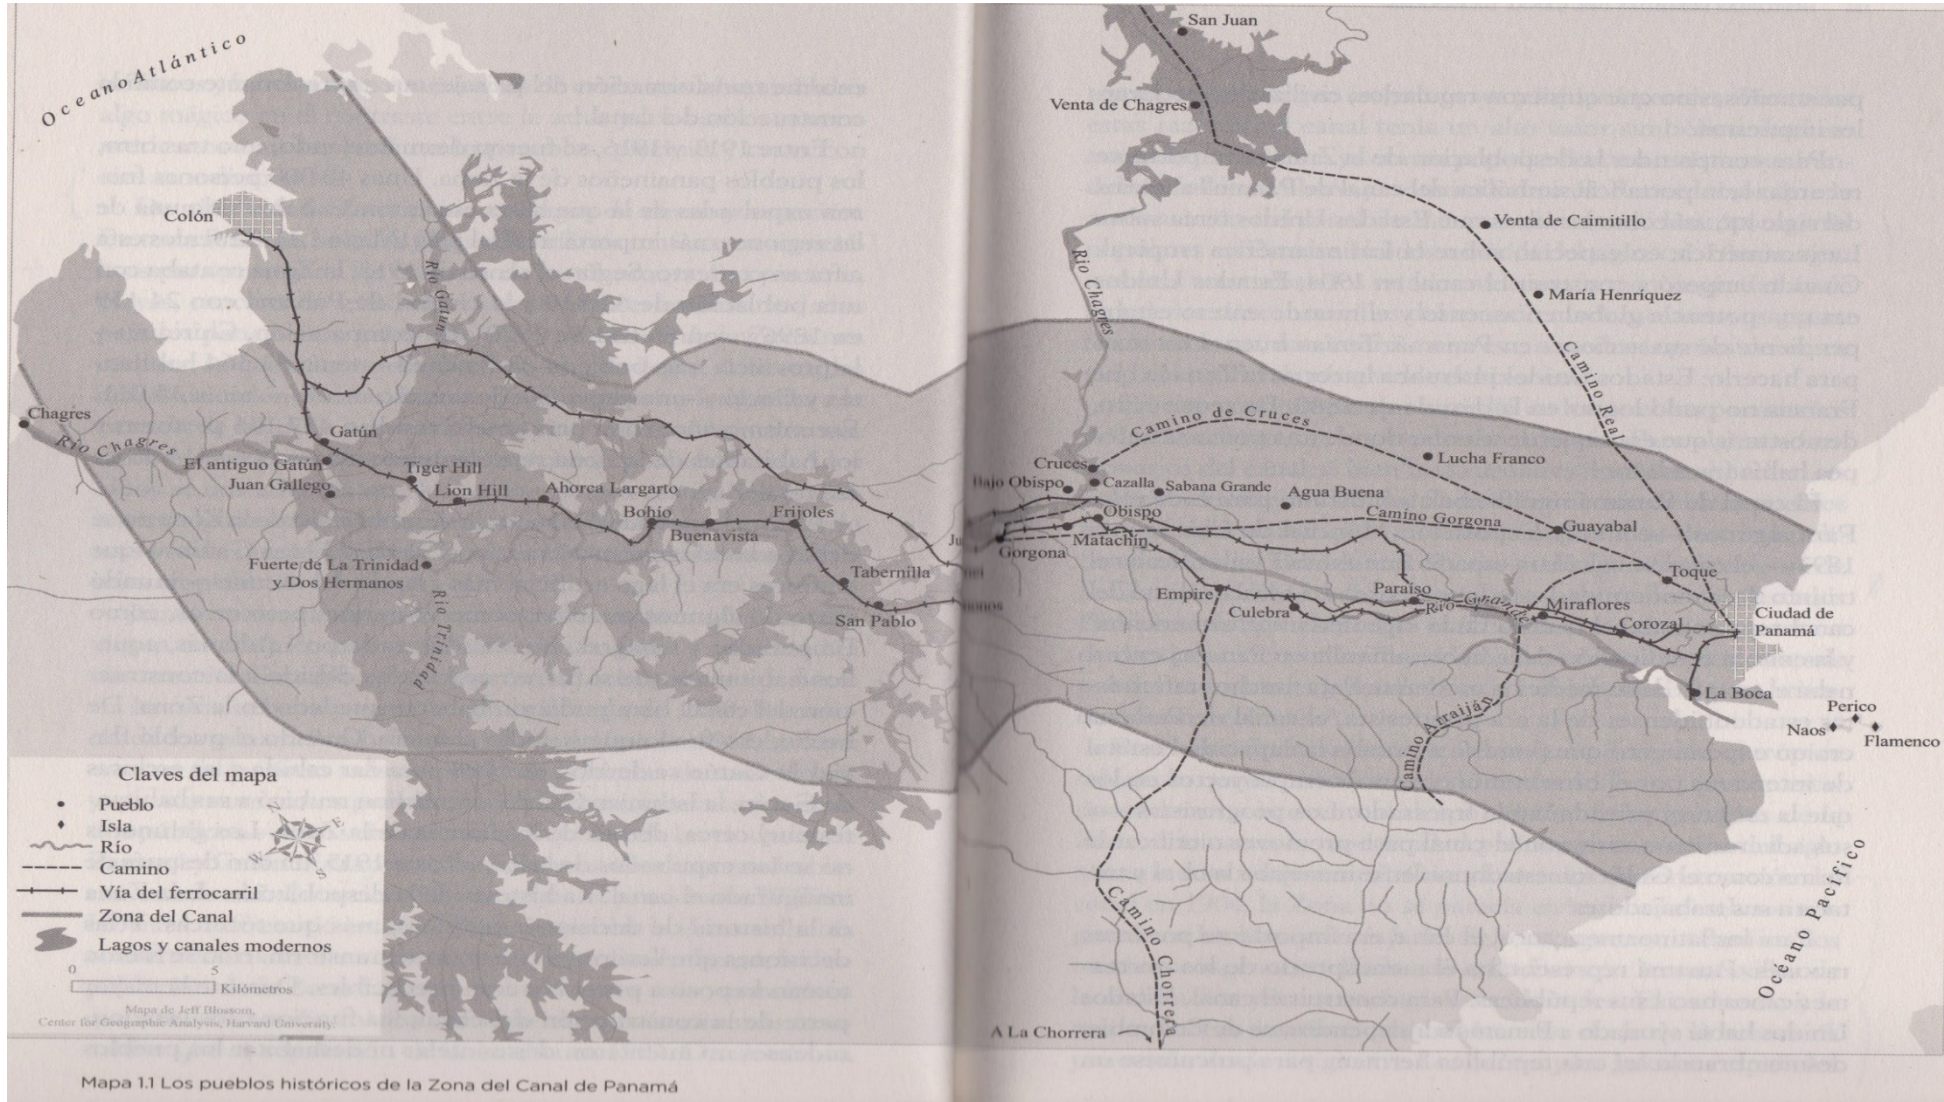 Oceano Atlántico
Colón
Río Gatún
Chagres
Río Chagres
Gatún
El antiguo Gatún
Juan Gallego
Tiger Hill
Lion Hill
Ahorca Largarto
Bohío
Buenavista
Frijoles
Fuerte de La Trinidad
y Dos Hermanos
Río Trinidad
Tabernilla
San Pablo
Claves del mapa
Pueblo
Isla
Río
Camino
Vía del ferrocarril
Zona del Canal
Lagos y canales modernos
0 5
Kilómetros
Mapa de Jeff Blossom,
Center for Geographic Analysis, Harvard University.
Mapa 1.1 Los pueblos históricos de la Zona del Canal de Panamá
San Juan
Venta de Chagres
Venta de Caimitillo
Río Chagres
María Henríquez
Camino Real
Camino de Cruces
Cruces
Lucha Franco
Bajo Obispo
Cazalla
Sabana Grande
Agua Buena
Obispo
Camino Gorgona
Guayabal
Gorgona
Matachín
Toque
Empire
Culebra
Paraíso
Río Grande
Miraflores
Corozal
Ciudad de
Panamá
La Boca
Perico
Naos
Flamenco
Camino Arraiján
Camino Chorrera
A La Chorrera
Océano Pacífico